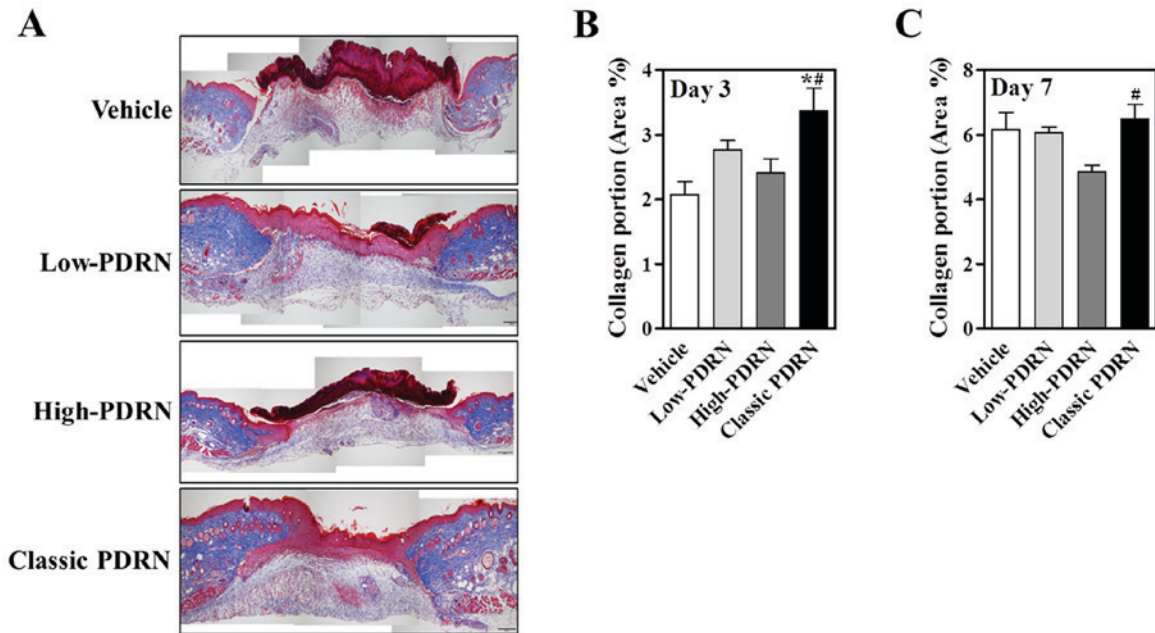 A
Vehicle
Low-PDRN
High-PDRN
Classic PDRN
B
Collagen portion (Area %)
4
3
2
1
0
Day 3
*#
Vehicle
Low-PDRN
High-PDRN
Classic PDRN
C
Collagen portion (Area %)
8
6
4
2
0
Day 7
#
Vehicle
Low-PDRN
High-PDRN
Classic PDRN